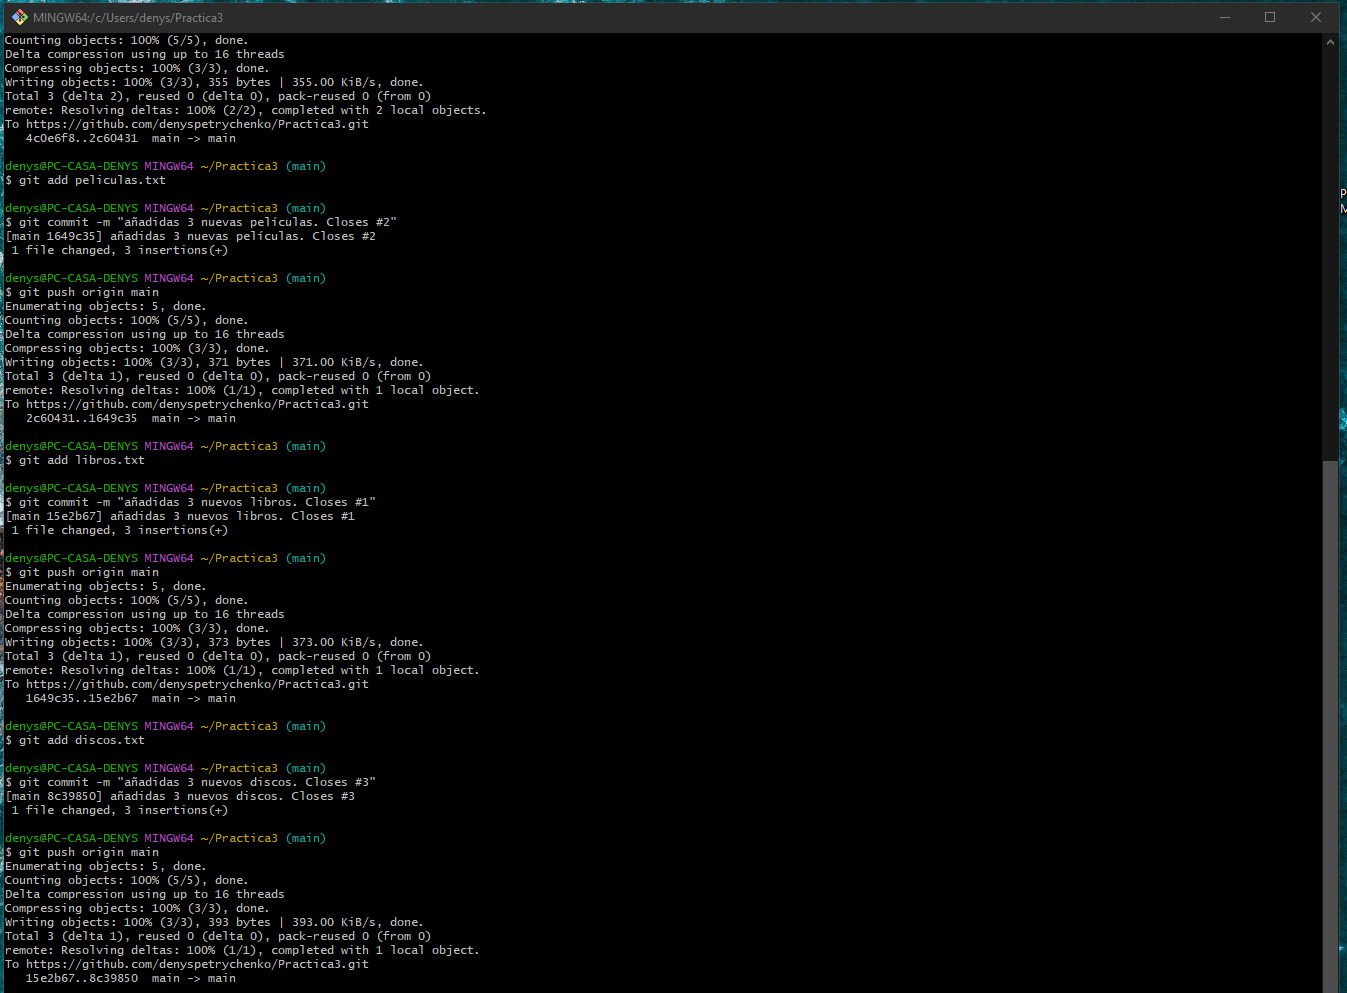 MINGW64:/c/Users/denys/Practica3
Counting objects: 100% (5/5), done.
Delta compression using up to 16 threads
Compressing objects: 100% (3/3), done.
Writing objects: 100% (3/3), 355 bytes | 355.00 KiB/s, done.
Total 3 (delta 2), reused 0 (delta 0), pack-reused 0 (from 0)
remote: Resolving deltas: 100% (2/2), completed with 2 local objects.
To https://github.com/denyspetrychenko/Practica3.git
   4c0e6f8..2c60431  main -> main
denys@PC-CASA-DENYS MINGW64 ~/Practica3 (main)
$ git add peliculas.txt
denys@PC-CASA-DENYS MINGW64 ~/Practica3 (main)
$ git commit -m "añadidas 3 nuevas películas. Closes #2"
[main 1649c35] añadidas 3 nuevas películas. Closes #2
 1 file changed, 3 insertions(+)
denys@PC-CASA-DENYS MINGW64 ~/Practica3 (main)
$ git push origin main
Enumerating objects: 5, done.
Counting objects: 100% (5/5), done.
Delta compression using up to 16 threads
Compressing objects: 100% (3/3), done.
Writing objects: 100% (3/3), 371 bytes | 371.00 KiB/s, done.
Total 3 (delta 1), reused 0 (delta 0), pack-reused 0 (from 0)
remote: Resolving deltas: 100% (1/1), completed with 1 local object.
To https://github.com/denyspetrychenko/Practica3.git
   2c60431..1649c35  main -> main
denys@PC-CASA-DENYS MINGW64 ~/Practica3 (main)
$ git add libros.txt
denys@PC-CASA-DENYS MINGW64 ~/Practica3 (main)
$ git commit -m "añadidas 3 nuevos libros. Closes #1"
[main 15e2b67] añadidas 3 nuevos libros. Closes #1
 1 file changed, 3 insertions(+)
denys@PC-CASA-DENYS MINGW64 ~/Practica3 (main)
$ git push origin main
Enumerating objects: 5, done.
Counting objects: 100% (5/5), done.
Delta compression using up to 16 threads
Compressing objects: 100% (3/3), done.
Writing objects: 100% (3/3), 373 bytes | 373.00 KiB/s, done.
Total 3 (delta 1), reused 0 (delta 0), pack-reused 0 (from 0)
remote: Resolving deltas: 100% (1/1), completed with 1 local object.
To https://github.com/denyspetrychenko/Practica3.git
   1649c35..15e2b67  main -> main
denys@PC-CASA-DENYS MINGW64 ~/Practica3 (main)
$ git add discos.txt
denys@PC-CASA-DENYS MINGW64 ~/Practica3 (main)
$ git commit -m "añadidas 3 nuevos discos. Closes #3"
[main 8c39850] añadidas 3 nuevos discos. Closes #3
 1 file changed, 3 insertions(+)
denys@PC-CASA-DENYS MINGW64 ~/Practica3 (main)
$ git push origin main
Enumerating objects: 5, done.
Counting objects: 100% (5/5), done.
Delta compression using up to 16 threads
Compressing objects: 100% (3/3), done.
Writing objects: 100% (3/3), 393 bytes | 393.00 KiB/s, done.
Total 3 (delta 1), reused 0 (delta 0), pack-reused 0 (from 0)
remote: Resolving deltas: 100% (1/1), completed with 1 local object.
To https://github.com/denyspetrychenko/Practica3.git
   15e2b67..8c39850  main -> main